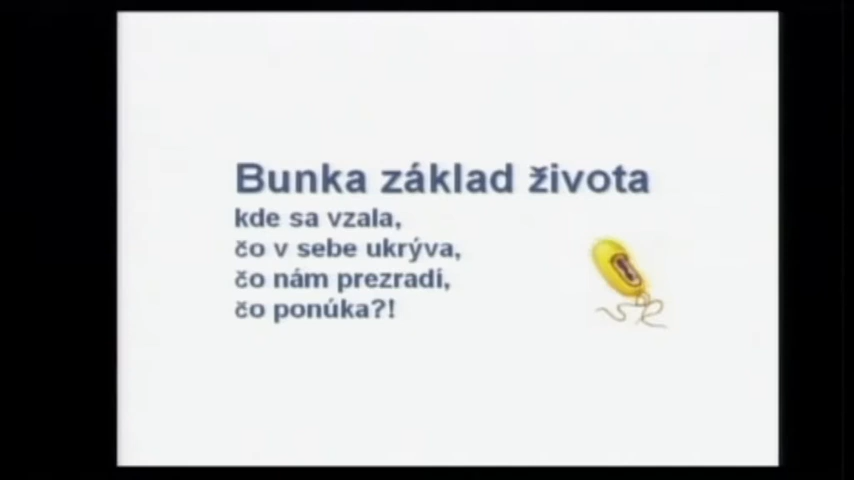 Bunka základ života
kde sa vzala,
čo v sebe ukrýva,
čo nám prezradí,
čo ponúka?!